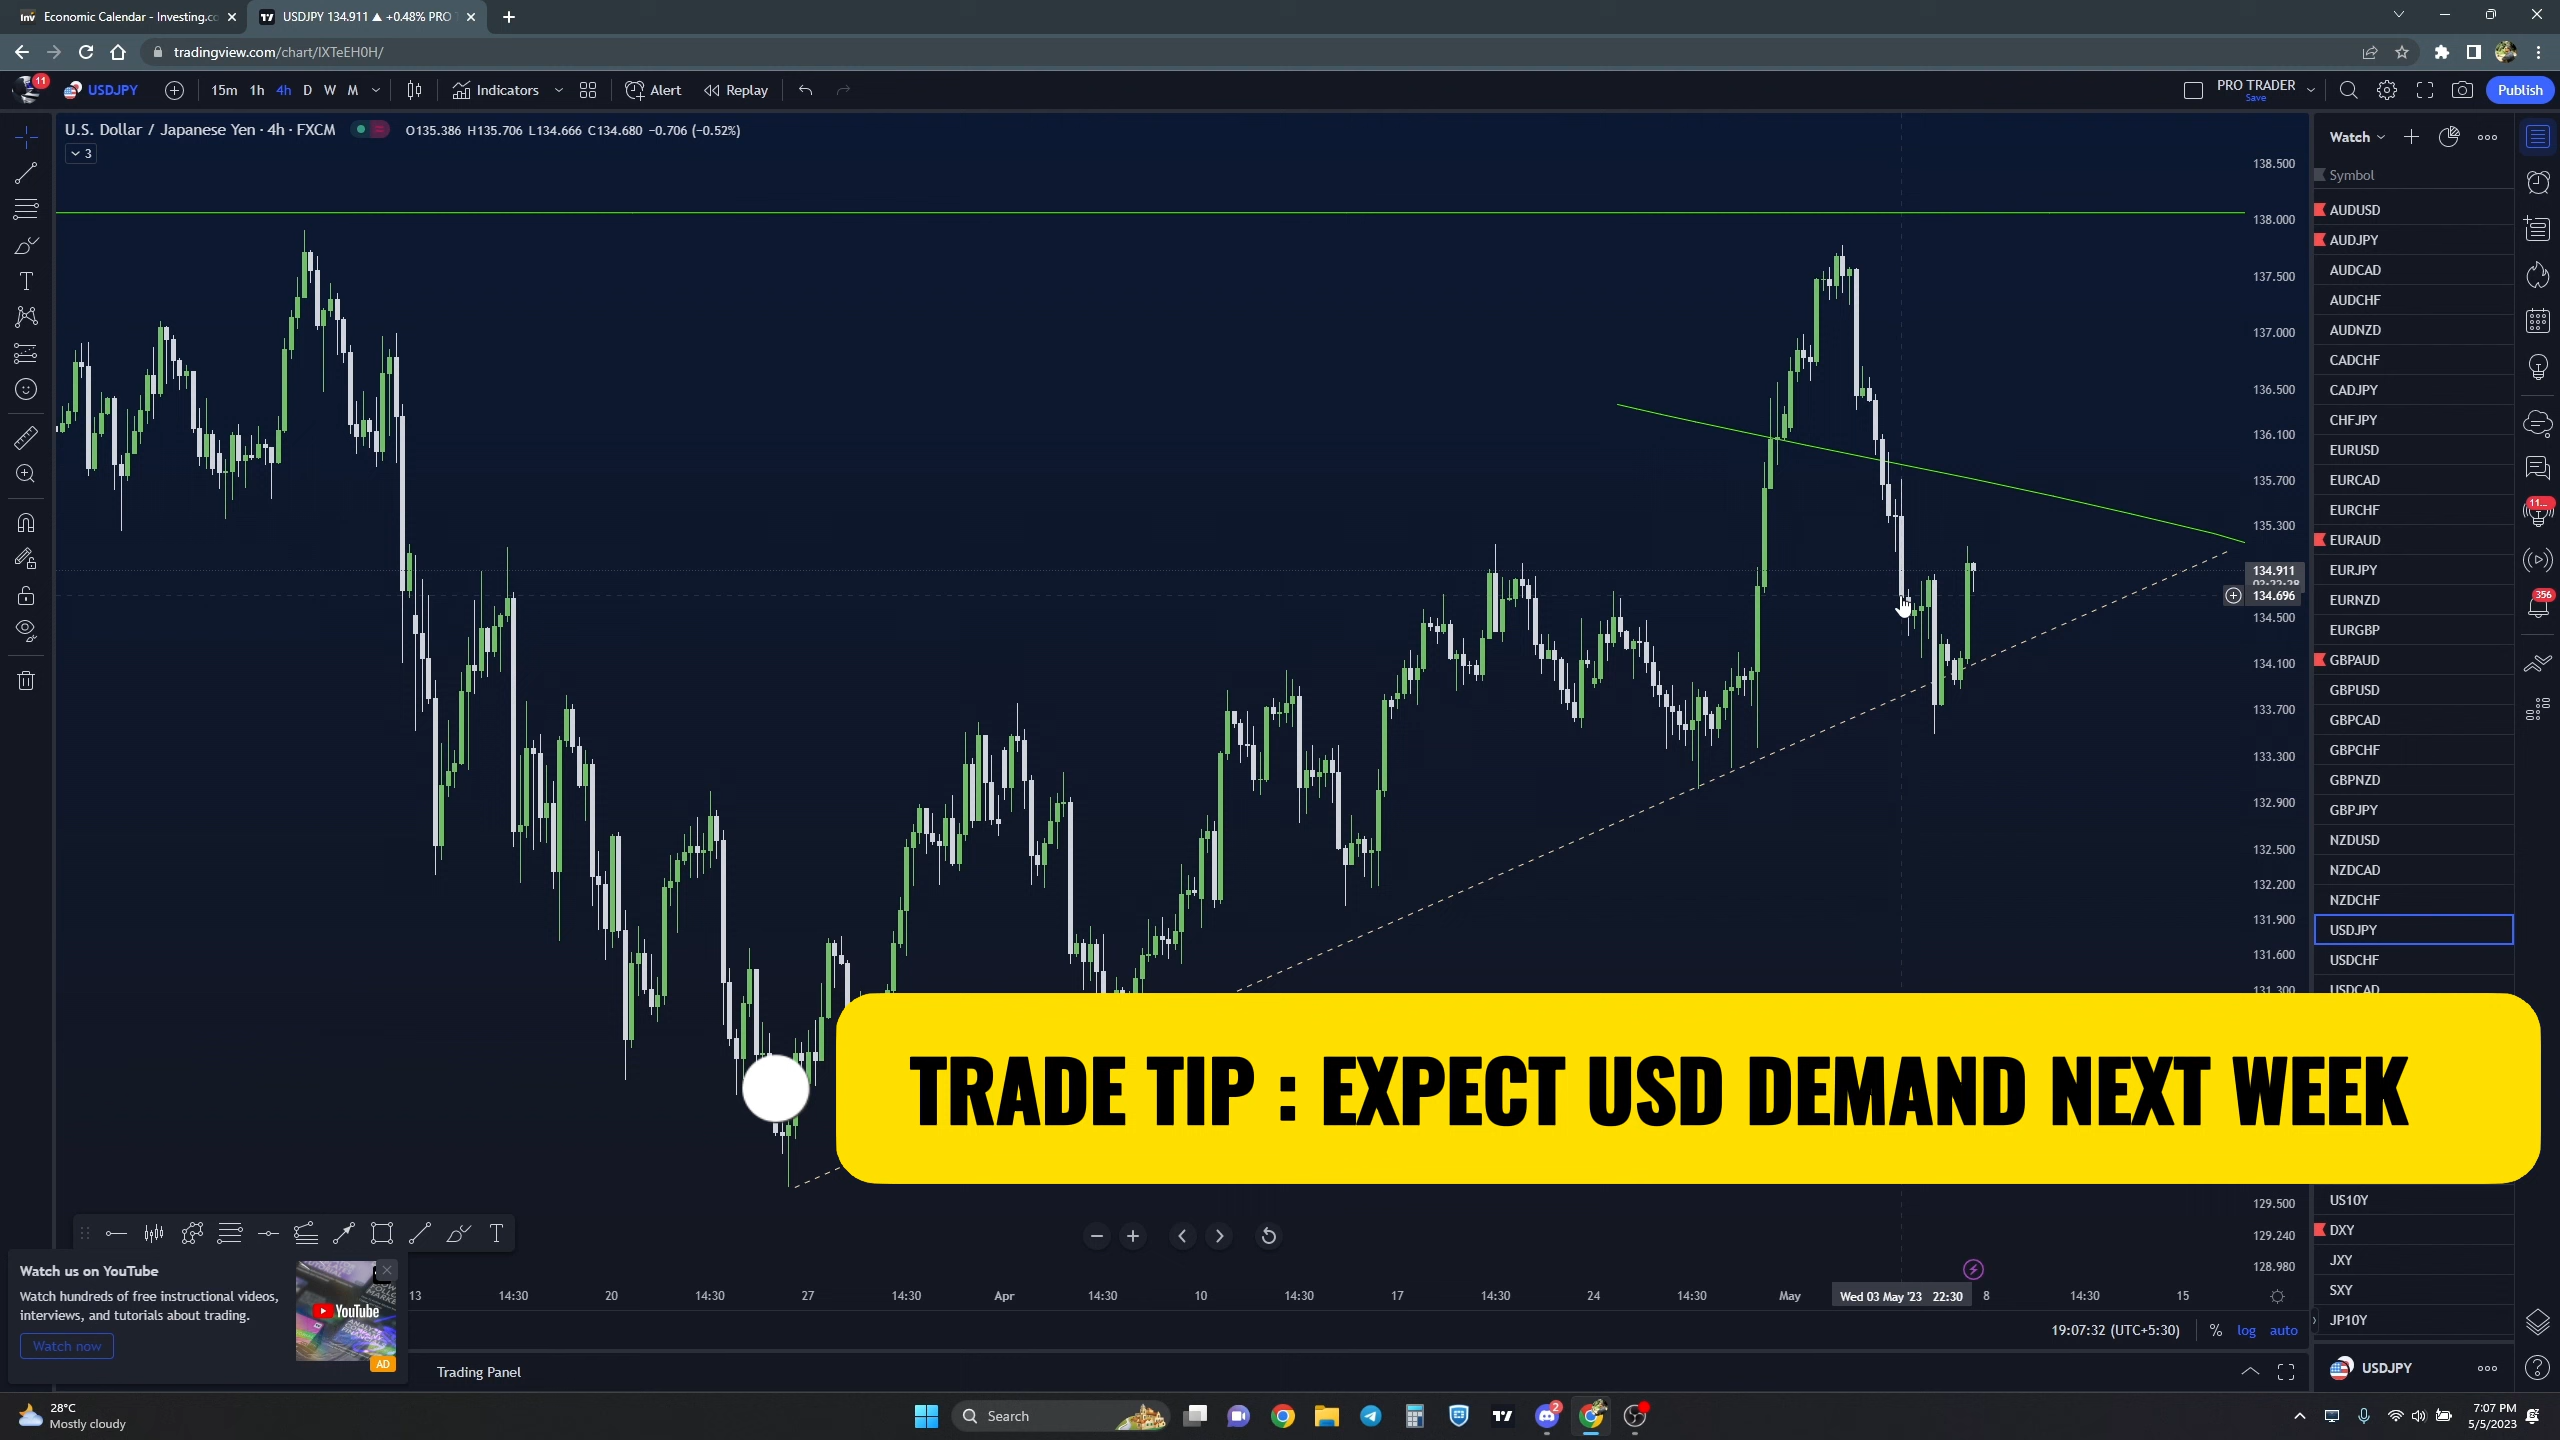 Economic Calendar - Investing.co
USDJPY 134.911 ▲ +0.48% PRO
tradingview.com/chart/IXTeEH0H/
11
USDJPY
15m 1h 4h D W M
Indicators
Alert
Replay
PRO TRADER
Save
Publish
U.S. Dollar / Japanese Yen · 4h · FXCM
O135.386 H135.706 L134.666 C134.680 −0.706 (−0.52%)
3
138.500
138.000
137.500
137.000
136.500
136.100
135.700
135.300
134.911
134.696
134.500
134.100
133.700
133.300
132.900
132.500
132.200
131.900
131.600
131.300
129.500
129.240
128.980
Watch
Symbol
AUDUSD
AUDJPY
AUDCAD
AUDCHF
AUDNZD
CADCHF
CADJPY
CHFJPY
EURUSD
EURCAD
EURCHF
EURAUD
EURJPY
EURNZD
EURGBP
GBPAUD
GBPUSD
GBPCAD
GBPCHF
GBPNZD
GBPJPY
NZDUSD
NZDCAD
NZDCHF
USDJPY
USDCHF
USDCAD
US10Y
DXY
JXY
SXY
JP10Y
11...
356
TRADE TIP : EXPECT USD DEMAND NEXT WEEK
Watch us on YouTube
Watch hundreds of free instructional videos,
interviews, and tutorials about trading.
Watch now
YouTube
AD
13 14:30 20 14:30 27 14:30 Apr 14:30 10 14:30 17 14:30 24 14:30 May Wed 03 May '23 22:30 8 14:30 15
19:07:32 (UTC+5:30) % log auto
Trading Panel
USDJPY
28°C
Mostly cloudy
Search
2
7:07 PM
5/5/2023